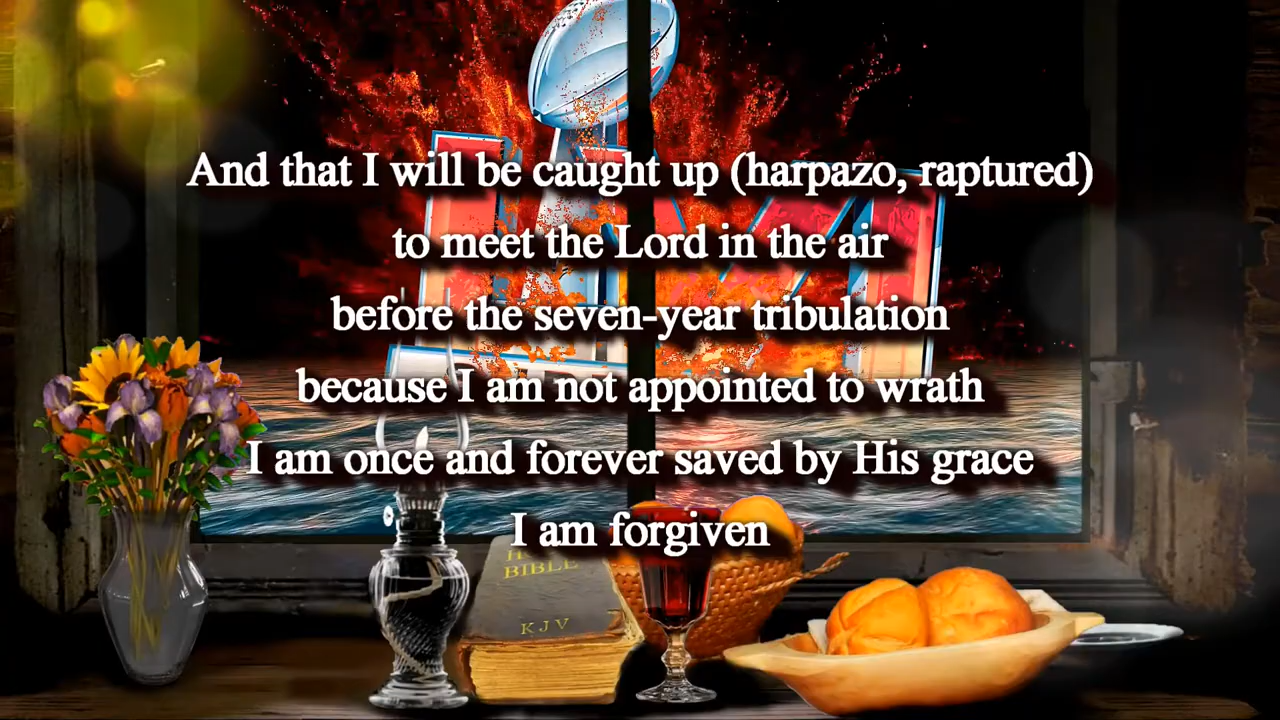 And that I will be caught up (harpazo, raptured)
to meet the Lord in the air
before the seven-year tribulation
because I am not appointed to wrath
I am once and forever saved by His grace
I am forgiven
BIBLE
KJV